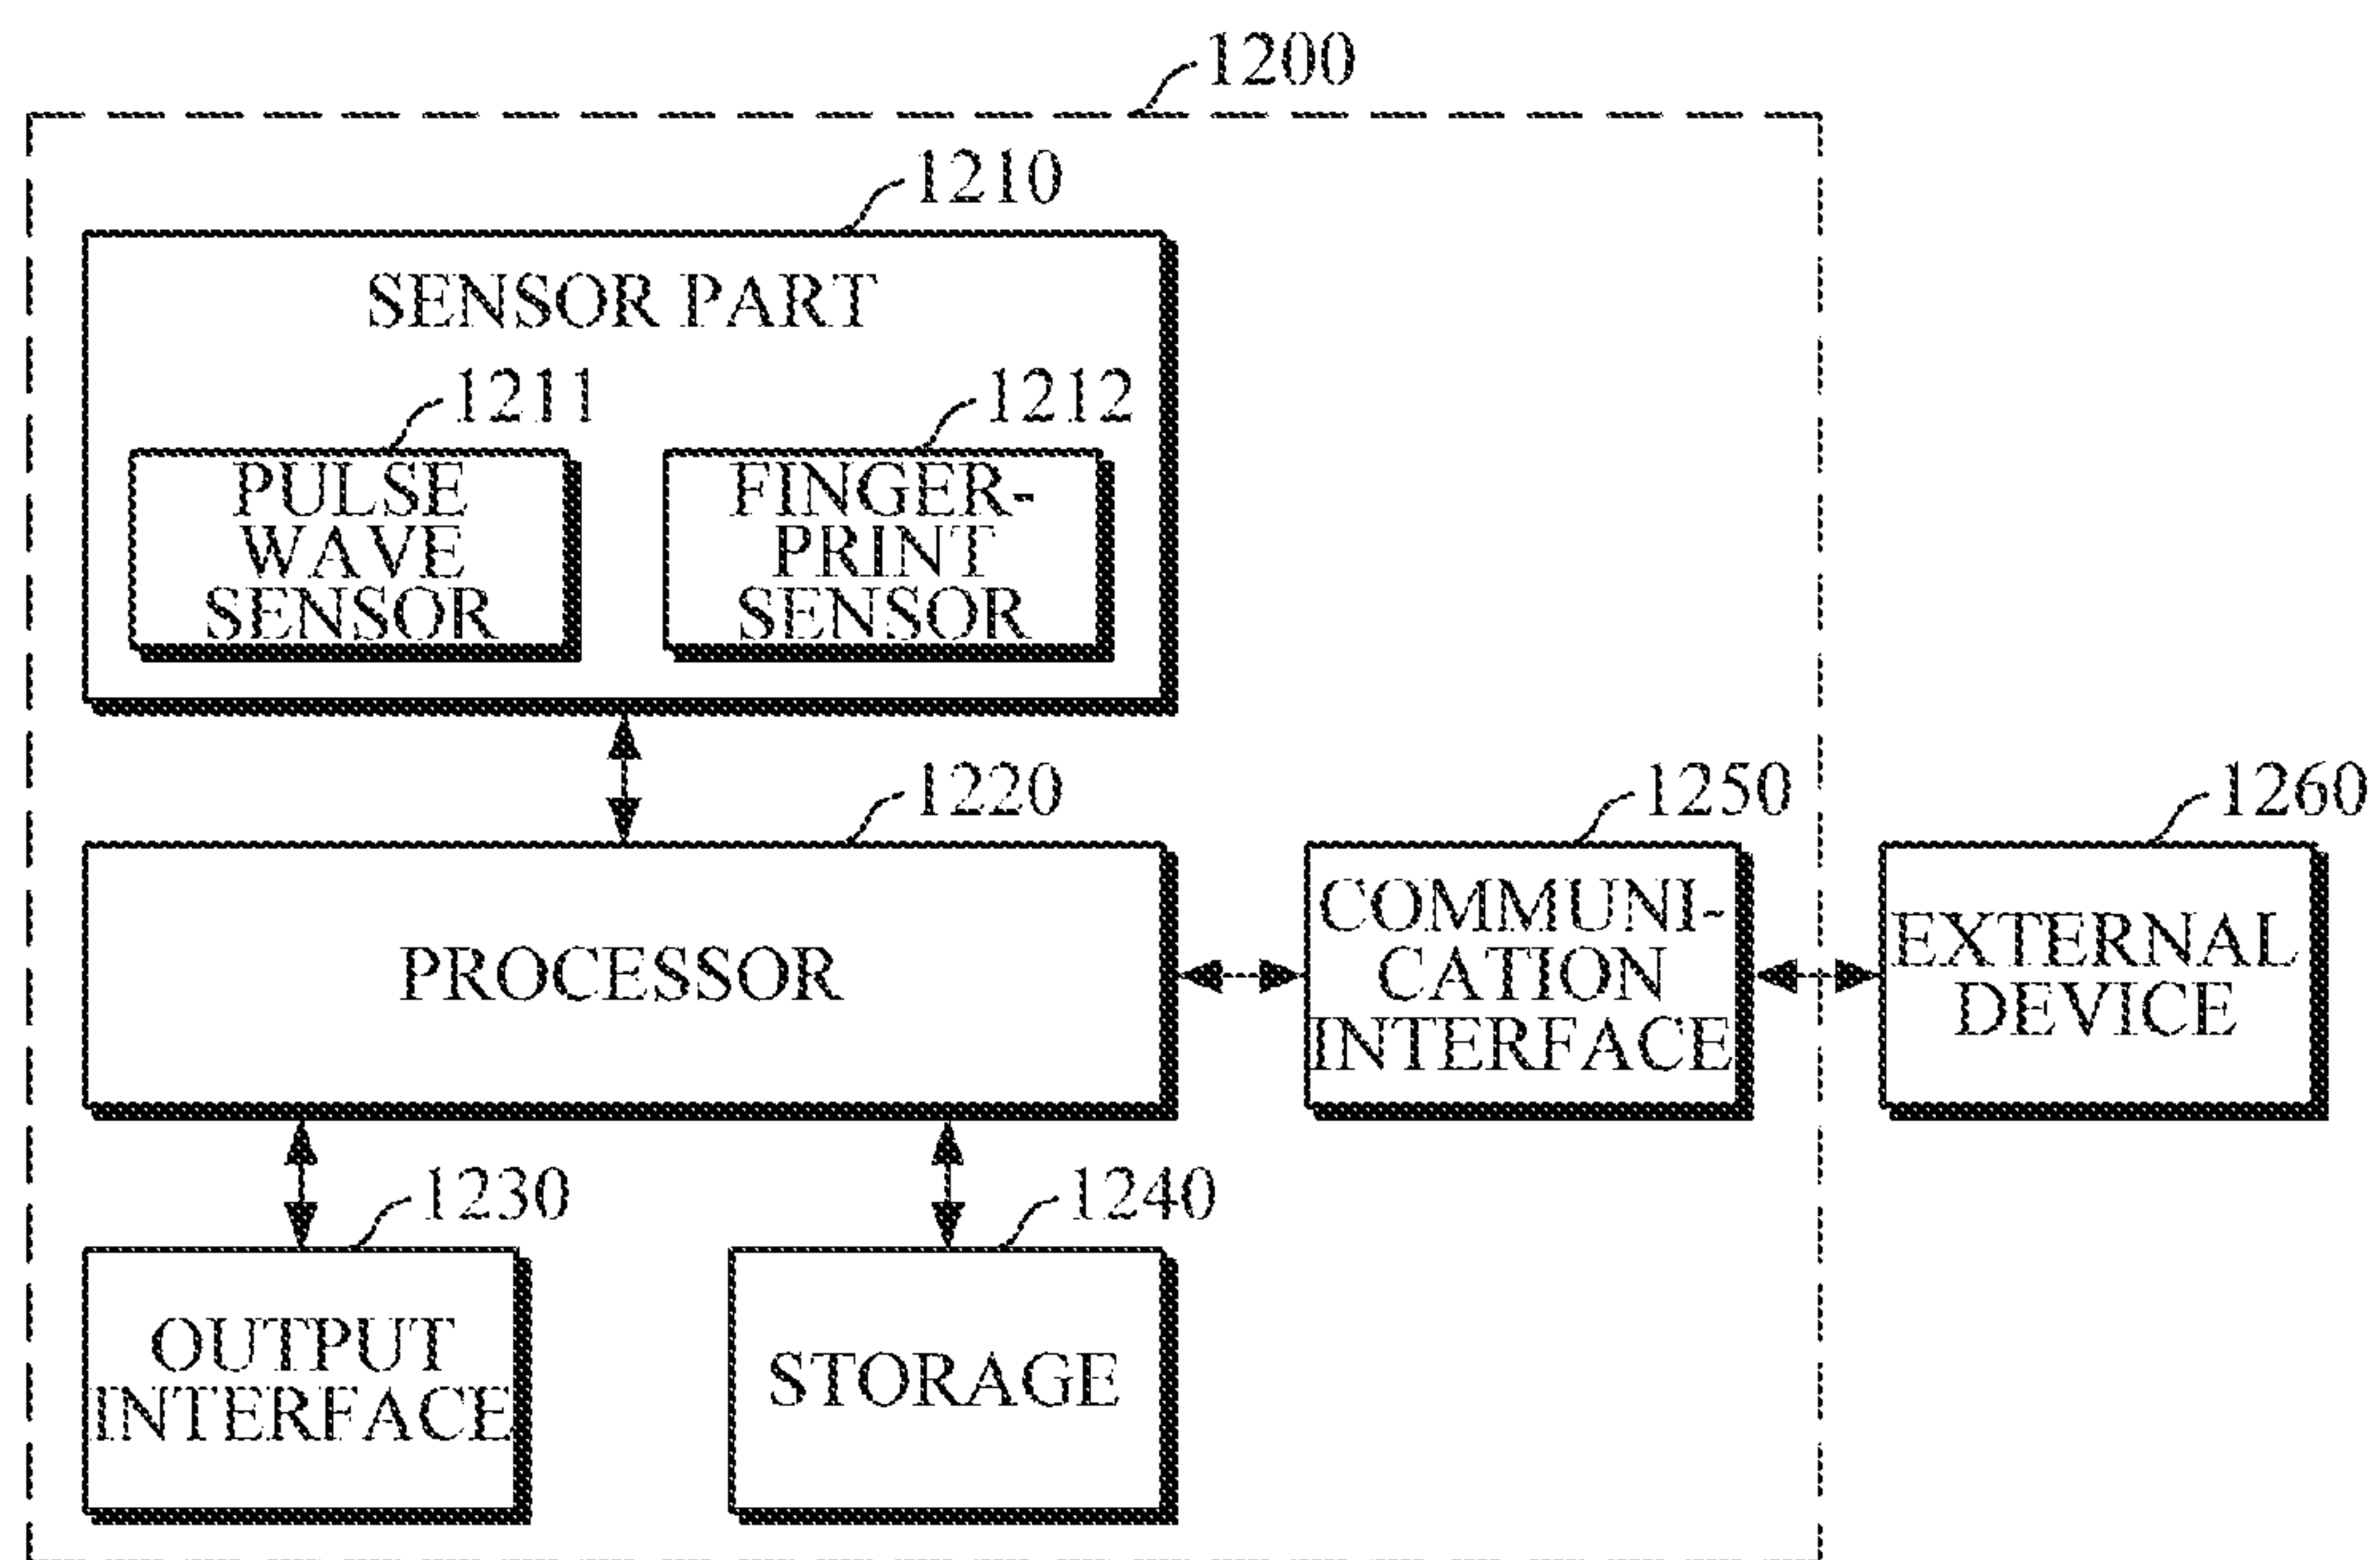 1200
1210
SENSOR PART
1211
1212
PULSE
WAVE
SENSOR
FINGER-
PRINT
SENSOR
1220
1250
1260
PROCESSOR
COMMUNI-
CATION
INTERFACE
EXTERNAL
DEVICE
1230
1240
OUTPUT
INTERFACE
STORAGE